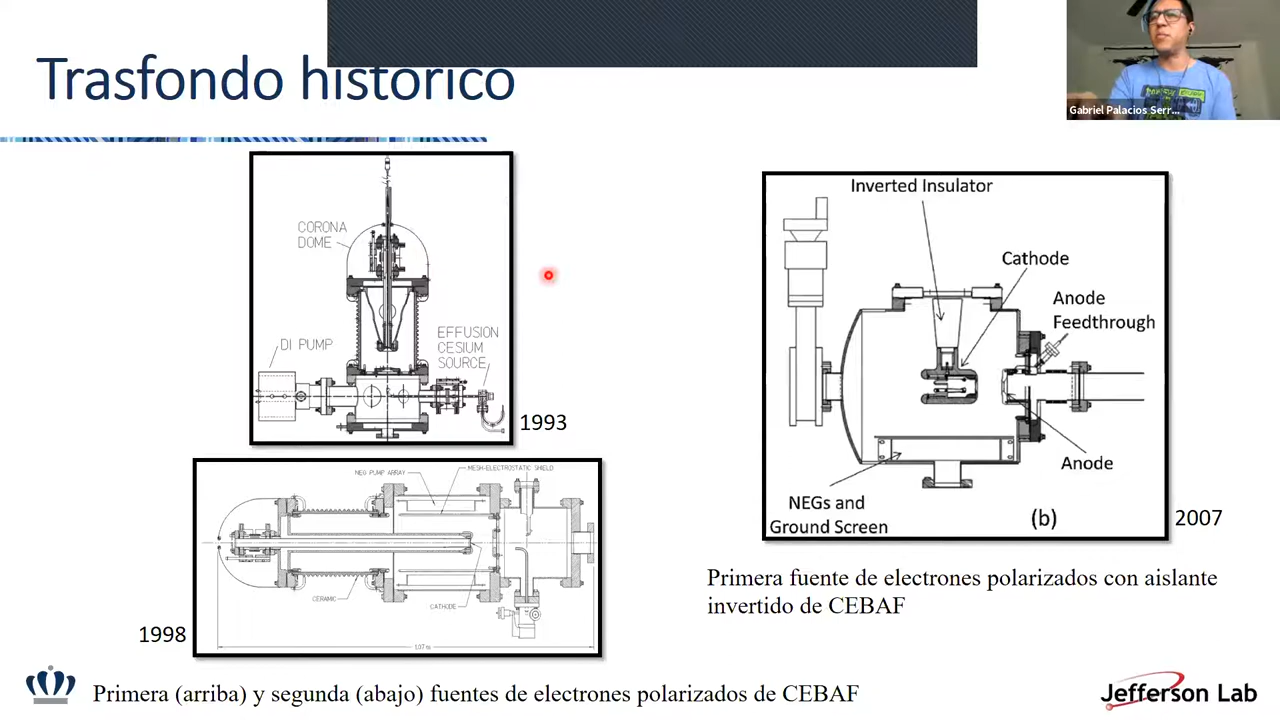 Trasfondo histórico
Gabriel Palacios Serr...
CORONA
DOME
DI PUMP
EFFUSION
CESIUM
SOURCE
1993
NEG PUMP ARRAY
MESH-ELECTROSTATIC SHIELD
CERAMIC
CATHODE
1998
Primera (arriba) y segunda (abajo) fuentes de electrones polarizados de CEBAF
Inverted Insulator
Cathode
Anode
Feedthrough
Anode
NEGs and
Ground Screen
(b)
2007
Primera fuente de electrones polarizados con aislante
invertido de CEBAF
Jefferson Lab